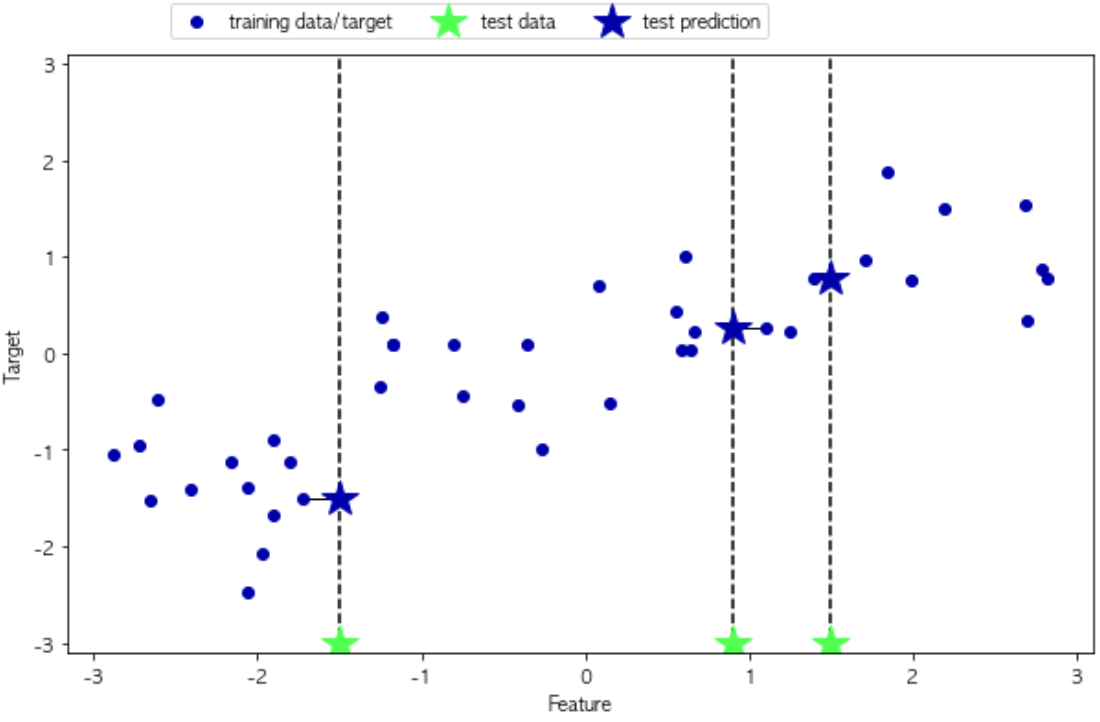 training data/target test data test prediction
3
2
1
0
-1
-2
-3
Target
-3 -2 -1 0 1 2 3
Feature